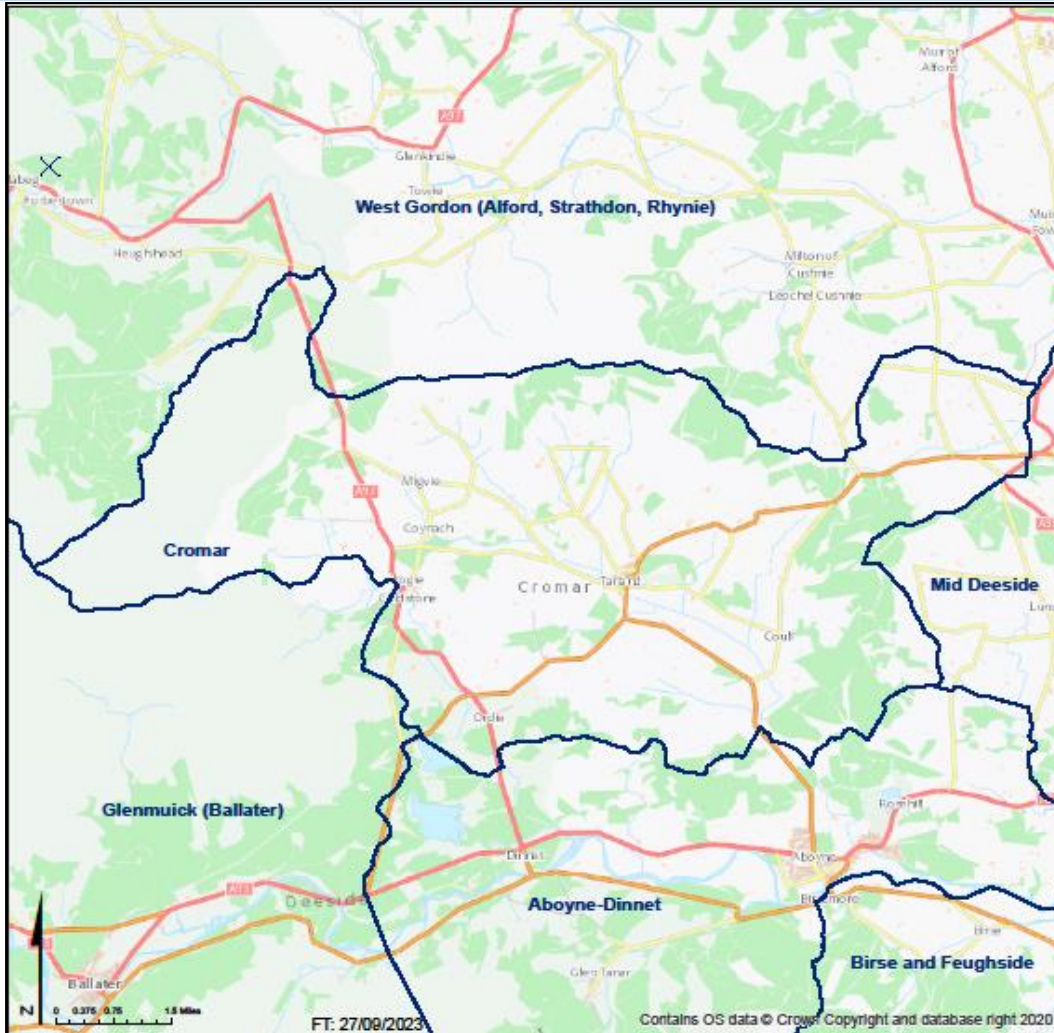 Muir of
Alford
A97
Glenkindie
Towie
West Gordon (Alford, Strathdon, Rhynie)
Heughhead
Milton of
Cushnie
Leochel Cushnie
Migvie
A97
Coynach
Cromar
Cromar
Tarland
Mid Deeside
Coull
Ordie
Glenmuick (Ballater)
Dinnet
Aboyne
Deeside
Aboyne-Dinnet
Birsemore
Birse
Birse and Feughside
Glen Tanar
Ballater
N
0 0.375 0.75 1.5 Miles
FT: 27/09/2023
Contains OS data © Crown Copyright and database right 2020